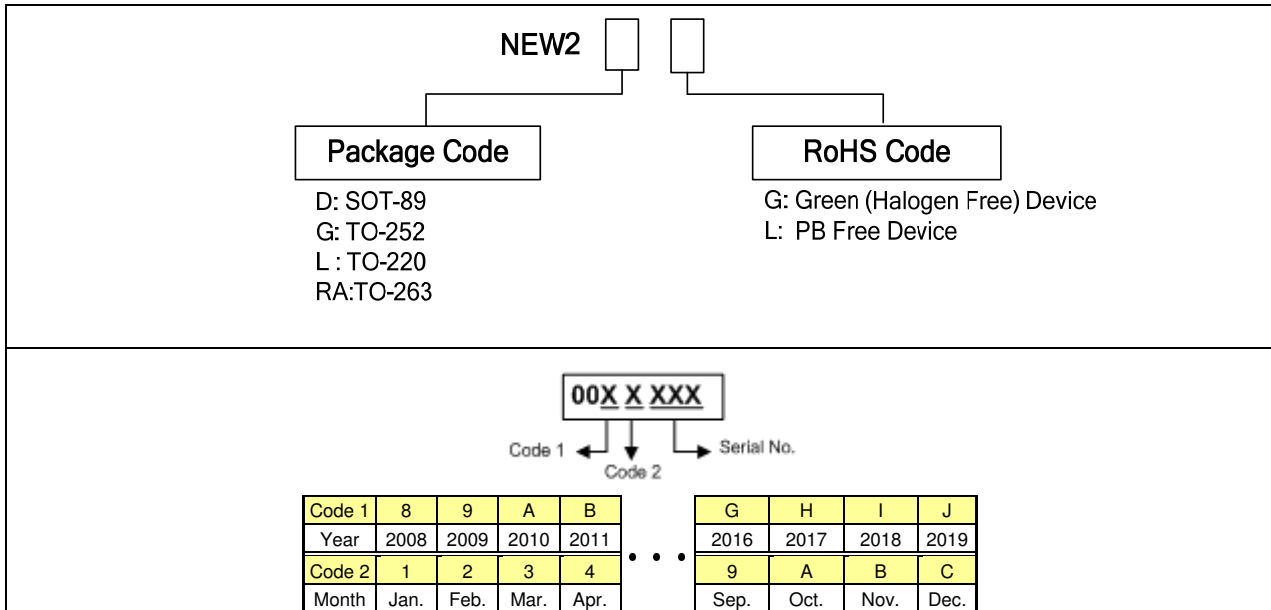 NEW2
Package Code
RoHS Code
D: SOT-89
G: TO-252
L : TO-220
RA:TO-263
G: Green (Halogen Free) Device
L: PB Free Device
00X X XXX
Code 1
Code 2
Serial No.
Code 1 8 9 A B G H I J
Year 2008 2009 2010 2011 • • • 2016 2017 2018 2019
Code 2 1 2 3 4 9 A B C
Month Jan. Feb. Mar. Apr. Sep. Oct. Nov. Dec.